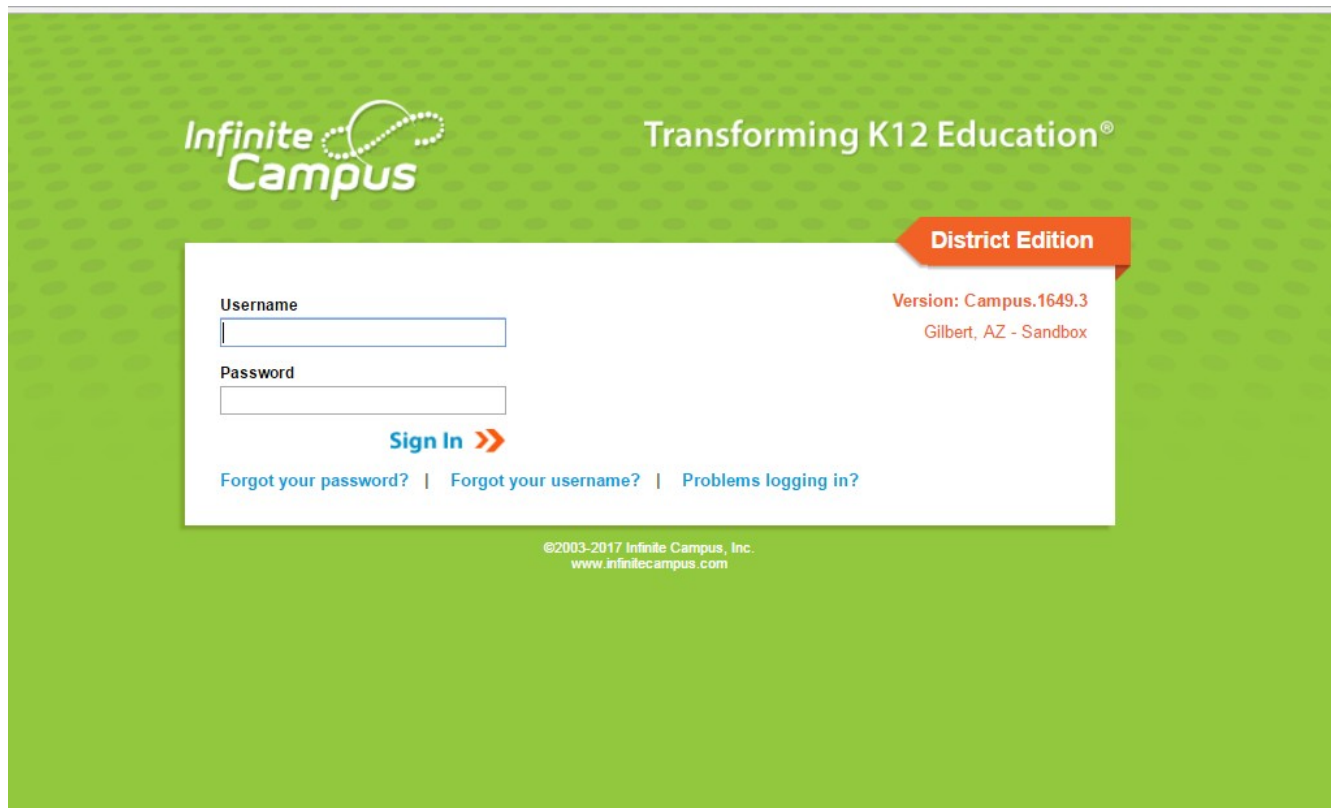 Infinite
Campus
Transforming K12 Education®
District Edition
Username
Version: Campus.1649.3
Gilbert, AZ - Sandbox
Password
Sign In
Forgot your password? | Forgot your username? | Problems logging in?
©2003-2017 Infinite Campus, Inc.
www.infinitecampus.com